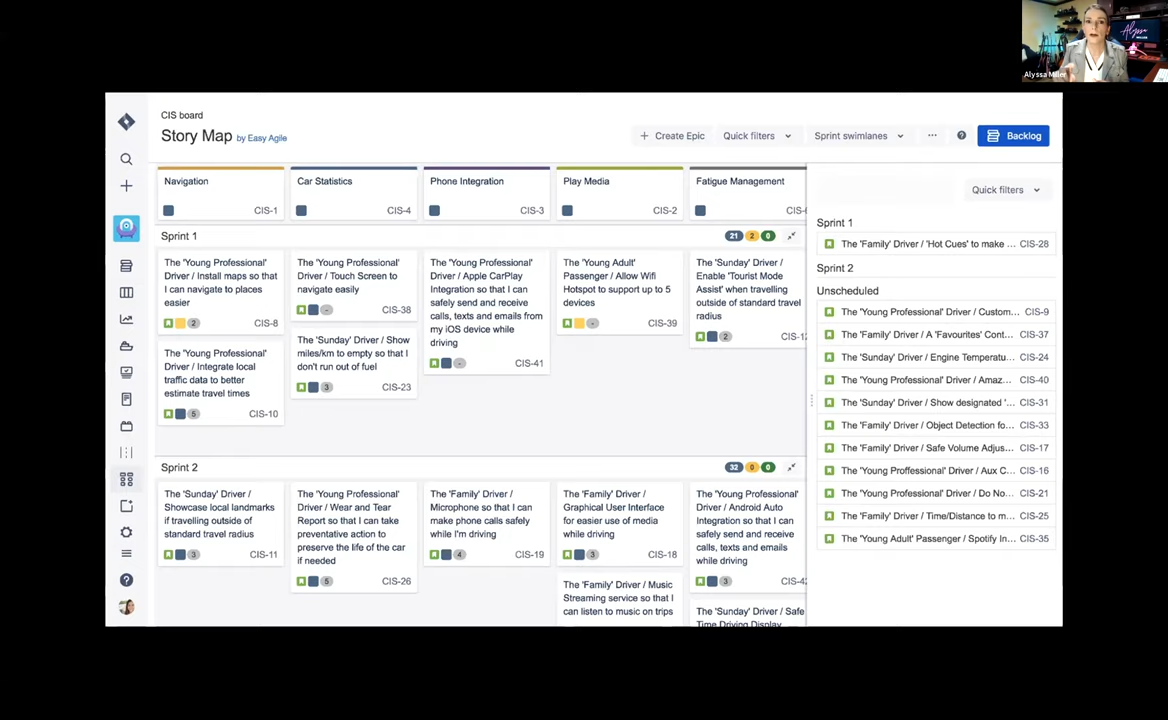 Alyssa
MILLER
Alyssa Miller
CIS board
Story Map by Easy Agile
+ Create Epic
Quick filters
Sprint swimlanes
...
?
Backlog
Navigation
CIS-1
Car Statistics
CIS-4
Phone Integration
CIS-3
Play Media
CIS-2
Fatigue Management
Quick filters
Sprint 1
21 2 0
The 'Young Professional'
Driver / Install maps so that
I can navigate to places
easier
2 CIS-8
The 'Young Professional'
Driver / Integrate local
traffic data to better
estimate travel times
5 CIS-10
The 'Young Professional'
Driver / Touch Screen to
navigate easily
- CIS-38
The 'Sunday' Driver / Show
miles/km to empty so that I
don't run out of fuel
3 CIS-23
The 'Young Professional'
Driver / Apple CarPlay
Integration so that I can
safely send and receive
calls, texts and emails from
my iOS device while
driving
- CIS-41
The 'Young Adult'
Passenger / Allow Wifi
Hotspot to support up to 5
devices
- CIS-39
The 'Sunday' Driver /
Enable 'Tourist Mode
Assist' when travelling
outside of standard travel
radius
2 CIS-12
Sprint 2
32 0 0
The 'Sunday' Driver /
Showcase local landmarks
if travelling outside of
standard travel radius
3 CIS-11
The 'Young Professional'
Driver / Wear and Tear
Report so that I can take
preventative action to
preserve the life of the car
if needed
5 CIS-26
The 'Family' Driver /
Microphone so that I can
make phone calls safely
while I'm driving
4 CIS-19
The 'Family' Driver /
Graphical User Interface
for easier use of media
while driving
3 CIS-18
The 'Family' Driver / Music
Streaming service so that I
can listen to music on trips
The 'Young Professional'
Driver / Android Auto
Integration so that I can
safely send and receive
calls, texts and emails
while driving
3 CIS-42
The 'Sunday' Driver / Safe
Time Driving Display
Sprint 1
The 'Family' Driver / 'Hot Cues' to make ... CIS-28
Sprint 2
Unscheduled
The 'Young Professional' Driver / Custom... CIS-9
The 'Family' Driver / A 'Favourites' Cont... CIS-37
The 'Sunday' Driver / Engine Temperatu... CIS-24
The 'Young Professional' Driver / Amaz... CIS-40
The 'Sunday' Driver / Show designated '... CIS-31
The 'Family' Driver / Object Detection fo... CIS-33
The 'Family' Driver / Safe Volume Adjus... CIS-17
The 'Young Proffessional' Driver / Aux C... CIS-16
The 'Young Professional' Driver / Do No... CIS-21
The 'Family' Driver / Time/Distance to m... CIS-25
The 'Young Adult' Passenger / Spotify In... CIS-35
?